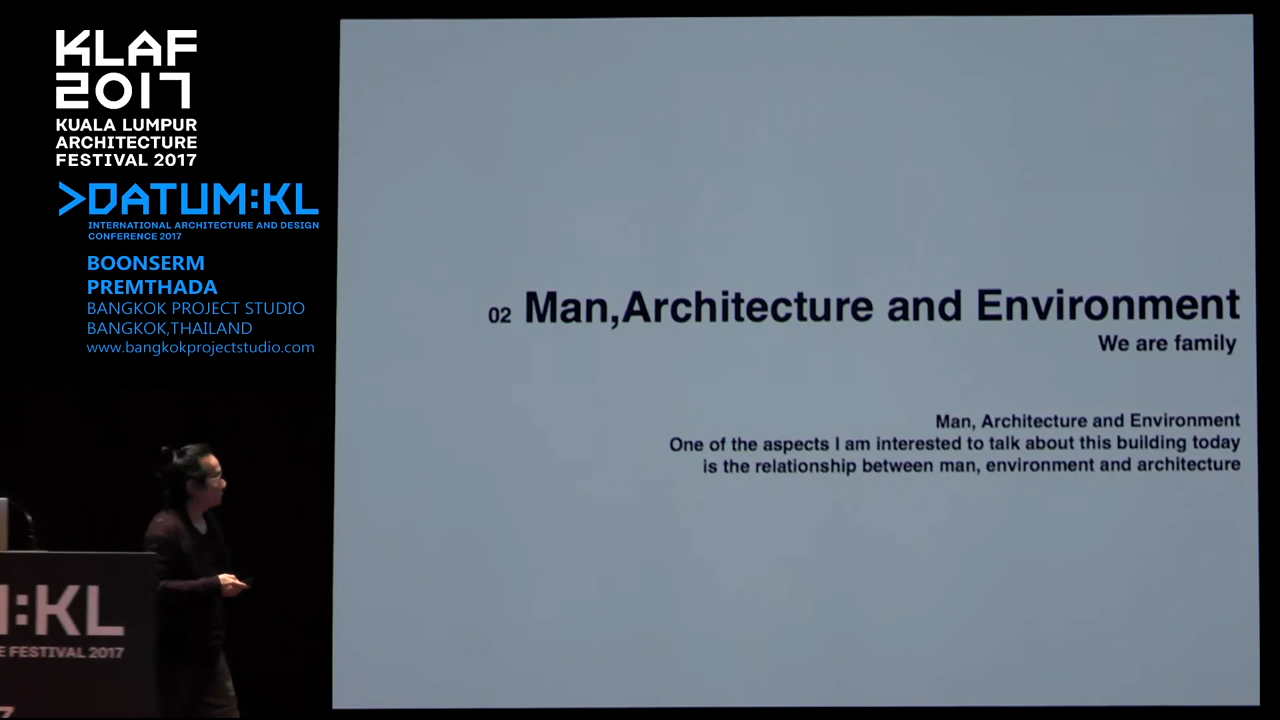 KLAF
2017
KUALA LUMPUR
ARCHITECTURE
FESTIVAL 2017
>DATUM:KL
INTERNATIONAL ARCHITECTURE AND DESIGN
CONFERENCE 2017
BOONSERM
PREMTHADA
BANGKOK PROJECT STUDIO
BANGKOK,THAILAND
www.bangkokprojectstudio.com
02 Man,Architecture and Environment
We are family
Man, Architecture and Environment
One of the aspects I am interested to talk about this building today
is the relationship between man, environment and architecture
:KL
E FESTIVAL 2017